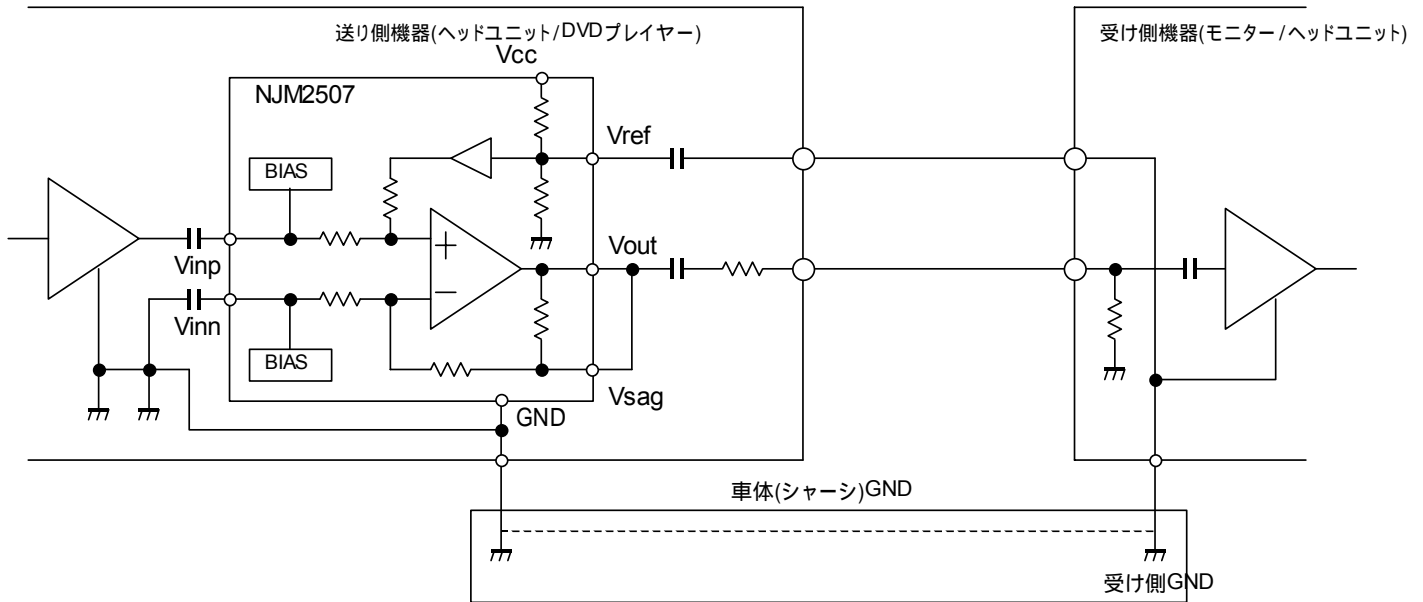 送り側機器(ヘッドユニット/DVDプレイヤー)
受け側機器(モニター/ヘッドユニット)
Vcc
NJM2507
Vref
BIAS
+
Vout
Vinp
−
Vinn
BIAS
Vsag
GND
車体(シャーシ)GND
受け側GND